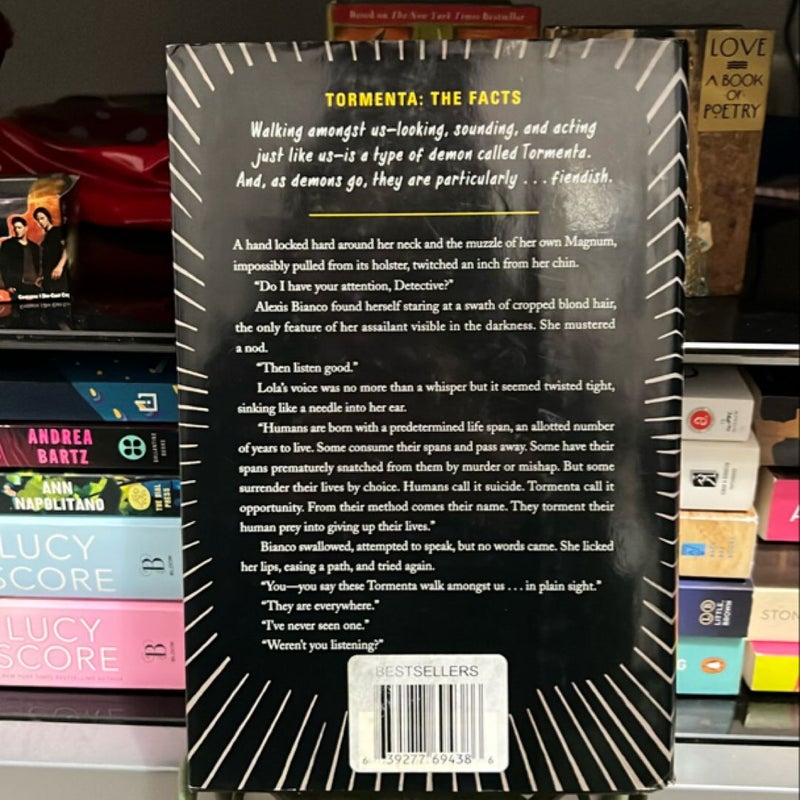 Based on The New York Times Bestseller
LOVE
A BOOK
OF
POETRY
TORMENTA: THE FACTS
Walking amongst us—looking, sounding, and acting
just like us—is a type of demon called Tormenta.
And, as demons go, they are particularly . . . fiendish.
A hand locked hard around her neck and the muzzle of her own Magnum,
impossibly pulled from its holster, twitched an inch from her chin.
"Do I have your attention, Detective?"
Alexis Bianco found herself staring at a swath of cropped blond hair,
the only feature of her assailant visible in the darkness. She mustered
a nod.
"Then listen good."
Lola's voice was no more than a whisper but it seemed twisted tight,
sinking like a needle into her ear.
"Humans are born with a predetermined life span, an allotted number
of years to live. Some consume their spans and pass away. Some have their
spans prematurely snatched from them by murder or mishap. But some
surrender their lives by choice. Humans call it suicide. Tormenta call it
opportunity. From their method comes their name. They torment their
human prey into giving up their lives."
Bianco swallowed, attempted to speak, but no words came. She licked
her lips, easing a path, and tried again.
"You—you say these Tormenta walk amongst us . . . in plain sight."
"They are everywhere."
"I've never seen one."
"Weren't you listening?"
BESTSELLERS
6 39277 69438 6
ANDREA
BARTZ
ANN
NAPOLITANO
THE DIAL
PRESS
LUCY
SCORE
B
BLOOM
LUCY
SCORE
B
BLOOM
LITTLE,
BROWN
STON